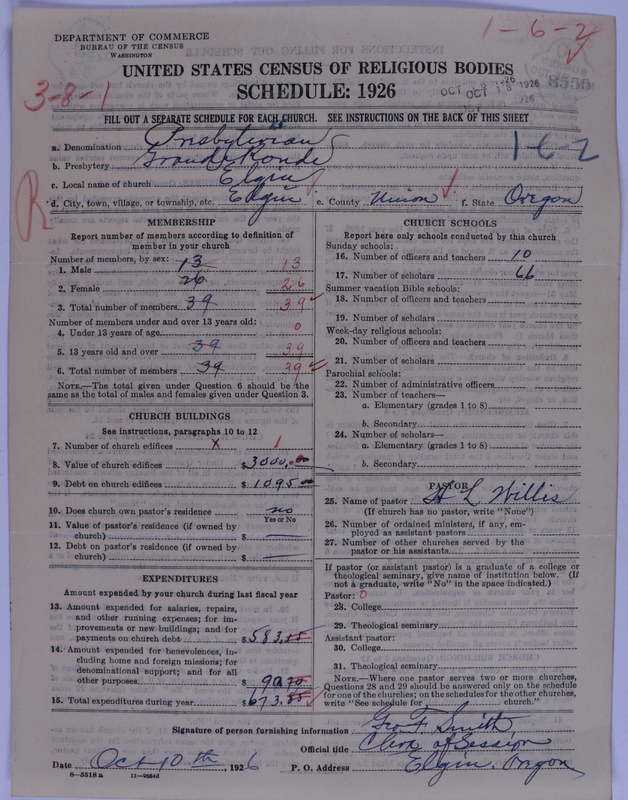 DEPARTMENT OF COMMERCE
BUREAU OF THE CENSUS
WASHINGTON
1-6-2
UNITED STATES CENSUS OF RELIGIOUS BODIES
SCHEDULE: 1926
3-8-1
OCT 18 1926
8555
FILL OUT A SEPARATE SCHEDULE FOR EACH CHURCH. SEE INSTRUCTIONS ON THE BACK OF THIS SHEET
a. Denomination Presbyterian
b. Presbytery Grande Ronde
1-6-2
c. Local name of church Elgin
d. City, town, village, or township, etc. Elgin e. County Union f. State Oregon
R
MEMBERSHIP
Report number of members according to definition of member in your church
Number of members, by sex:
1. Male 13 13
2. Female 26 26
3. Total number of members 39 39
Number of members under and over 13 years old:
4. Under 13 years of age 0
5. 13 years old and over 39 39
6. Total number of members 39 39
NOTE.—The total given under Question 6 should be the same as the total of males and females given under Question 3.
CHURCH BUILDINGS
See instructions, paragraphs 10 to 12
7. Number of church edifices x 1
8. Value of church edifices $3000.00
9. Debt on church edifices $1095.00
10. Does church own pastor's residence no
Yes or No
11. Value of pastor's residence (if owned by church) $
12. Debt on pastor's residence (if owned by church) $
EXPENDITURES
Amount expended by your church during last fiscal year
13. Amount expended for salaries, repairs, and other running expenses; for improvements or new buildings; and for payments on church debt $583.
14. Amount expended for benevolences, including home and foreign missions; for denominational support; and for all other purposes $90
15. Total expenditures during year $673.
CHURCH SCHOOLS
Report here only schools conducted by this church
Sunday schools:
16. Number of officers and teachers 10
17. Number of scholars 66
Summer vacation Bible schools:
18. Number of officers and teachers
19. Number of scholars
Week-day religious schools:
20. Number of officers and teachers
21. Number of scholars
Parochial schools:
22. Number of administrative officers
23. Number of teachers—
a. Elementary (grades 1 to 8)
b. Secondary
24. Number of scholars—
a. Elementary (grades 1 to 8)
b. Secondary
PASTOR
25. Name of pastor H L Willis
(If church has no pastor, write "None")
26. Number of ordained ministers, if any, employed as assistant pastors
27. Number of other churches served by the pastor or his assistants
If pastor (or assistant pastor) is a graduate of a college or theological seminary, give name of institution below. (If not a graduate, write "No" in the space indicated.)
Pastor: 0
28. College
29. Theological seminary
Assistant pastor:
30. College
31. Theological seminary
NOTE.—Where one pastor serves two or more churches, Questions 28 and 29 should be answered only on the schedule for one of the churches; on the schedules for the other churches, write "See schedule for church."
Signature of person furnishing information Geo. F. Smith
Official title Clerk of Session
Date Oct 10th, 1926 P. O. Address Elgin, Oregon
8—5518 a 11—9264d